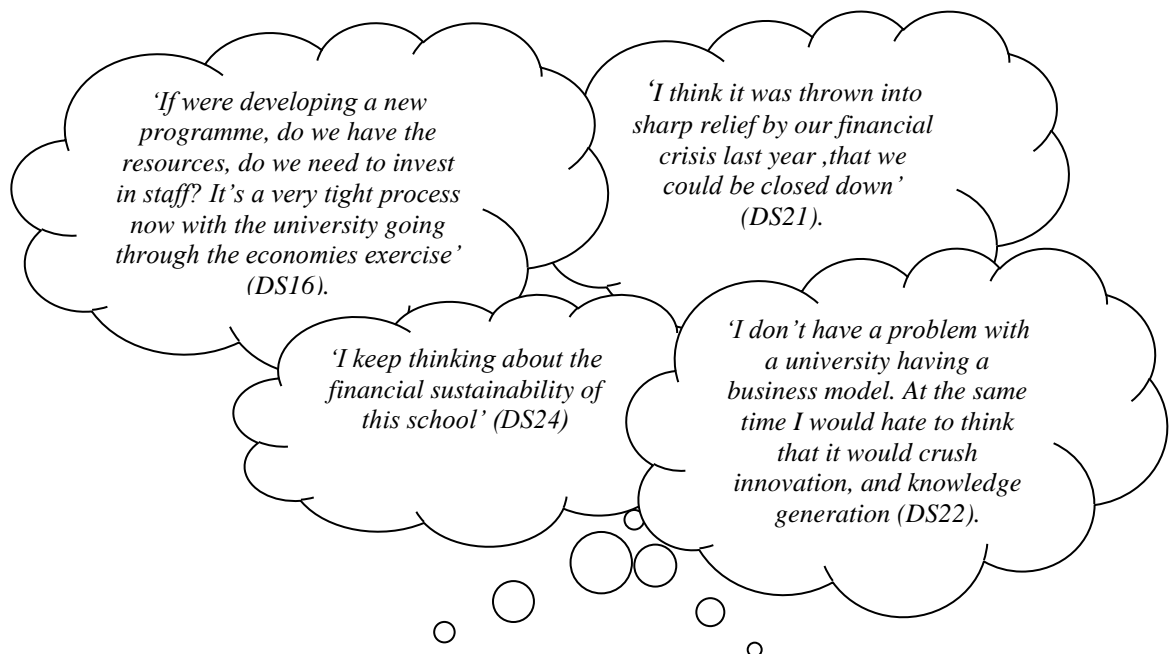 ‘If were developing a new
programme, do we have the
resources, do we need to invest
in staff? It’s a very tight process
now with the university going
through the economies exercise’
(DS16).
‘I think it was thrown into
sharp relief by our financial
crisis last year ,that we
could be closed down’
(DS21).
‘I keep thinking about the
financial sustainability of
this school’ (DS24)
‘I don’t have a problem with
a university having a
business model. At the same
time I would hate to think
that it would crush
innovation, and knowledge
generation (DS22).